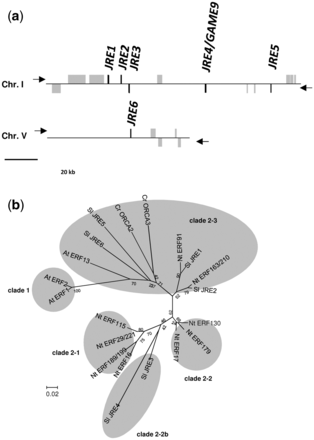 (a)
JRE1
JRE2
JRE3
JRE4/GAME9
JRE5
Chr. I
JRE6
Chr. V
20 kb
(b)
clade 2-3
Cr ORCA3
Cr ORCA2
Sl JRE5
Sl JRE6
At ERF13
Nt ERF91
Sl JRE1
Nt ERF163/210
Sl JRE2
clade 1
At ERF2
At ERF1
100
Nt ERF115
Nt ERF29/221
Nt ERF189/199
Nt ERF16
clade 2-1
Sl JRE3
Sl JRE4
clade 2-2b
Nt ERF130
Nt ERF179
Nt ERF17
clade 2-2
0.02